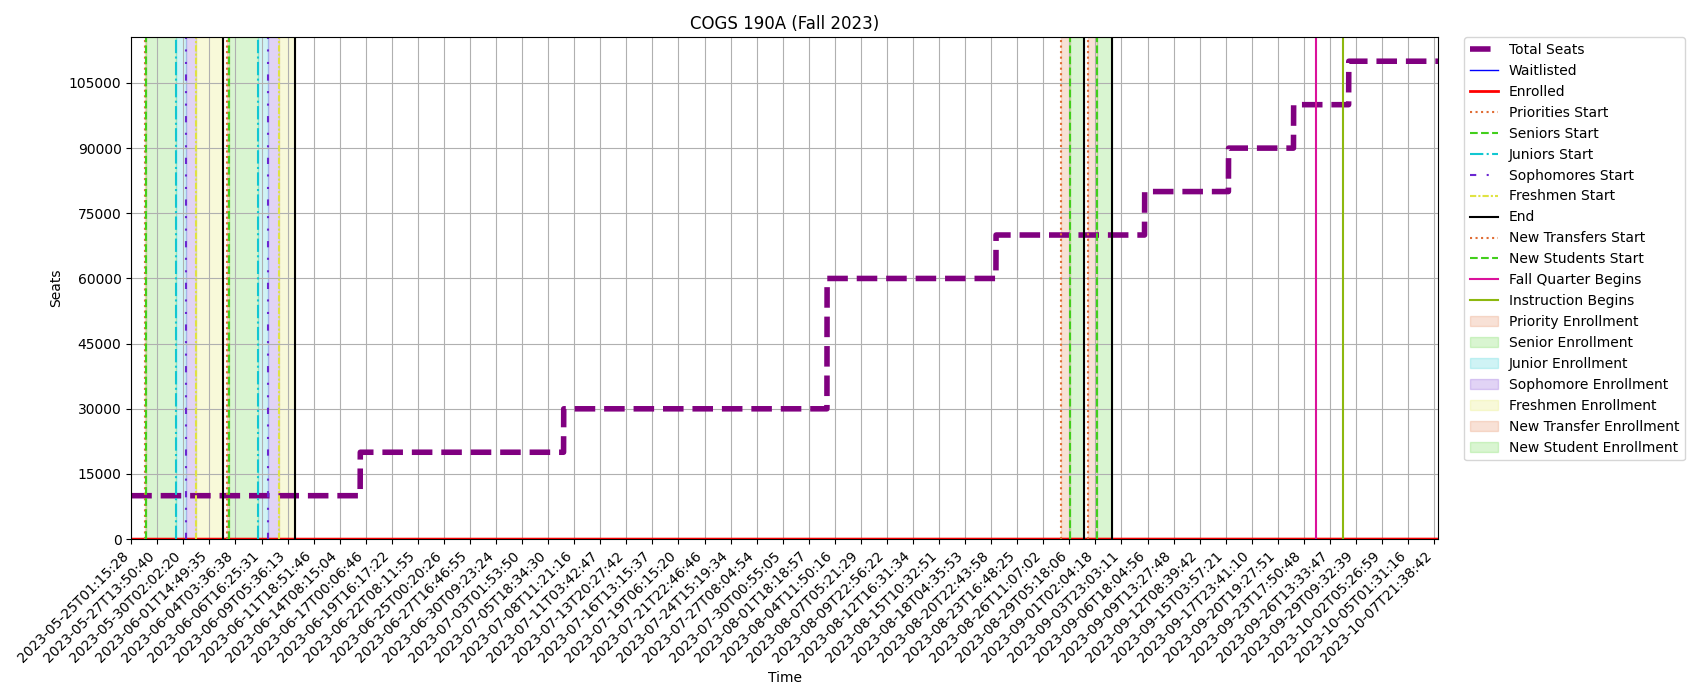 COGS 190A (Fall 2023)
Seats
105000
90000
75000
60000
45000
30000
15000
0
2023-05-25T01:15:28
2023-05-27T13:50:40
2023-05-30T02:02:20
2023-06-01T14:49:35
2023-06-04T03:36:38
2023-06-06T16:25:31
2023-06-09T05:36:13
2023-06-11T18:51:46
2023-06-14T08:15:04
2023-06-17T00:06:46
2023-06-19T16:17:22
2023-06-22T08:11:55
2023-06-25T00:20:26
2023-06-27T16:46:55
2023-06-30T09:23:24
2023-07-03T01:53:50
2023-07-05T18:34:30
2023-07-08T11:21:16
2023-07-11T03:42:47
2023-07-13T20:27:42
2023-07-16T13:15:37
2023-07-19T06:15:20
2023-07-21T22:46:46
2023-07-24T15:19:34
2023-07-27T08:04:54
2023-07-30T00:55:05
2023-08-01T18:18:57
2023-08-04T11:50:16
2023-08-07T05:21:29
2023-08-09T22:56:22
2023-08-12T16:31:34
2023-08-15T10:32:51
2023-08-18T04:35:53
2023-08-20T22:43:58
2023-08-23T16:48:25
2023-08-26T11:07:02
2023-08-29T05:18:06
2023-09-01T02:04:18
2023-09-03T23:03:11
2023-09-06T18:04:56
2023-09-09T13:27:48
2023-09-12T08:39:42
2023-09-15T03:57:21
2023-09-17T23:41:10
2023-09-20T19:27:51
2023-09-23T17:50:48
2023-09-26T13:33:47
2023-09-29T09:32:39
2023-10-02T05:26:59
2023-10-05T01:31:16
2023-10-07T21:38:42
Time
Total Seats
Waitlisted
Enrolled
Priorities Start
Seniors Start
Juniors Start
Sophomores Start
Freshmen Start
End
New Transfers Start
New Students Start
Fall Quarter Begins
Instruction Begins
Priority Enrollment
Senior Enrollment
Junior Enrollment
Sophomore Enrollment
Freshmen Enrollment
New Transfer Enrollment
New Student Enrollment